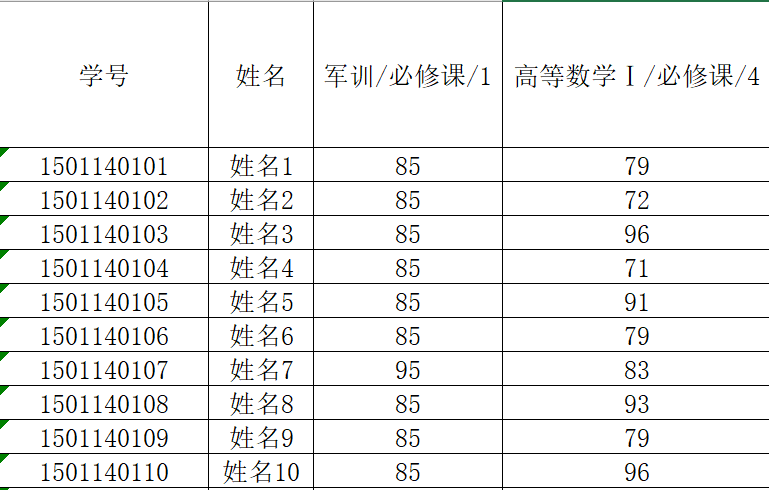 学号 姓名 军训/必修课/1 高等数学Ⅰ/必修课/4
1501140101 姓名1 85 79
1501140102 姓名2 85 72
1501140103 姓名3 85 96
1501140104 姓名4 85 71
1501140105 姓名5 85 91
1501140106 姓名6 85 79
1501140107 姓名7 95 83
1501140108 姓名8 85 93
1501140109 姓名9 85 79
1501140110 姓名10 85 96